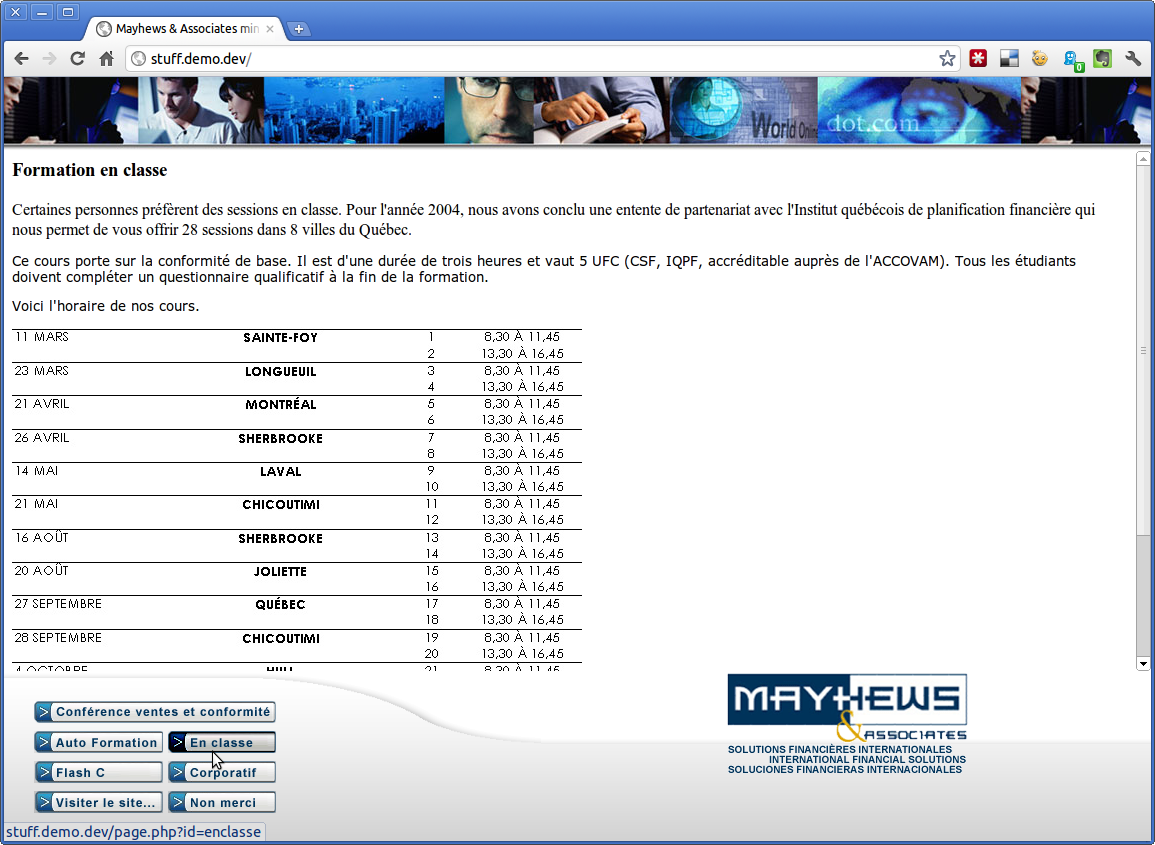 Mayhews & Associates min
stuff.demo.dev/
0
World Online
dot.com
Formation en classe
Certaines personnes préfèrent des sessions en classe. Pour l'année 2004, nous avons conclu une entente de partenariat avec l'Institut québécois de planification financière qui
nous permet de vous offrir 28 sessions dans 8 villes du Québec.
Ce cours porte sur la conformité de base. Il est d'une durée de trois heures et vaut 5 UFC (CSF, IQPF, accréditable auprès de l'ACCOVAM). Tous les étudiants
doivent compléter un questionnaire qualificatif à la fin de la formation.
Voici l'horaire de nos cours.
11 MARS SAINTE-FOY 1 8,30 À 11,45
2 13,30 À 16,45
23 MARS LONGUEUIL 3 8,30 À 11,45
4 13,30 À 16,45
21 AVRIL MONTRÉAL 5 8,30 À 11,45
6 13,30 À 16,45
26 AVRIL SHERBROOKE 7 8,30 À 11,45
8 13,30 À 16,45
14 MAI LAVAL 9 8,30 À 11,45
10 13,30 À 16,45
21 MAI CHICOUTIMI 11 8,30 À 11,45
12 13,30 À 16,45
16 AOÛT SHERBROOKE 13 8,30 À 11,45
14 13,30 À 16,45
20 AOÛT JOLIETTE 15 8,30 À 11,45
16 13,30 À 16,45
27 SEPTEMBRE QUÉBEC 17 8,30 À 11,45
18 13,30 À 16,45
28 SEPTEMBRE CHICOUTIMI 19 8,30 À 11,45
20 13,30 À 16,45
4 OCTOBRE HULL 21 8,30 À 11,45
Conférence ventes et conformité
Auto Formation En classe
Flash C Corporatif
Visiter le site... Non merci
MAYHEWS
& ASSOCIATES
SOLUTIONS FINANCIÈRES INTERNATIONALES
INTERNATIONAL FINANCIAL SOLUTIONS
SOLUCIONES FINANCIERAS INTERNACIONALES
stuff.demo.dev/page.php?id=enclasse